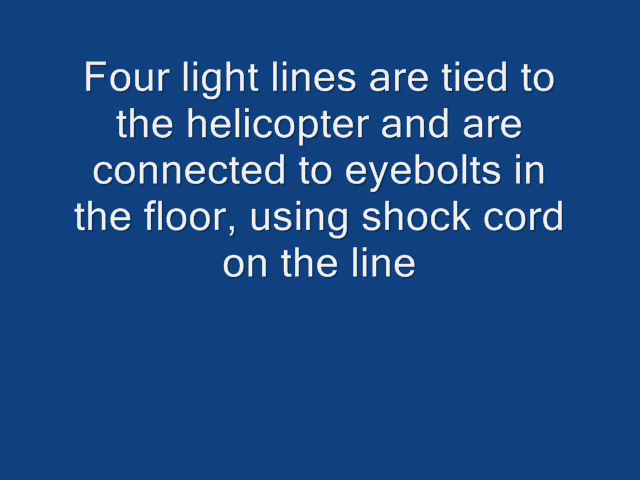 Four light lines are tied to
the helicopter and are
connected to eyebolts in
the floor, using shock cord
on the line